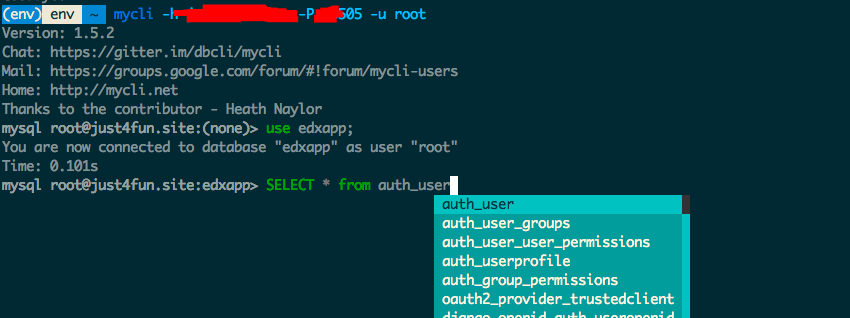 (env) env ~ mycli -h -P 505 -u root
Version: 1.5.2
Chat: https://gitter.im/dbcli/mycli
Mail: https://groups.google.com/forum/#!forum/mycli-users
Home: http://mycli.net
Thanks to the contributor - Heath Naylor
mysql root@just4fun.site:(none)> use edxapp;
You are now connected to database "edxapp" as user "root"
Time: 0.101s
mysql root@just4fun.site:edxapp> SELECT * from auth_user
auth_user
auth_user_groups
auth_user_user_permissions
auth_userprofile
auth_group_permissions
oauth2_provider_trustedclient
django_openid_auth_useropenid